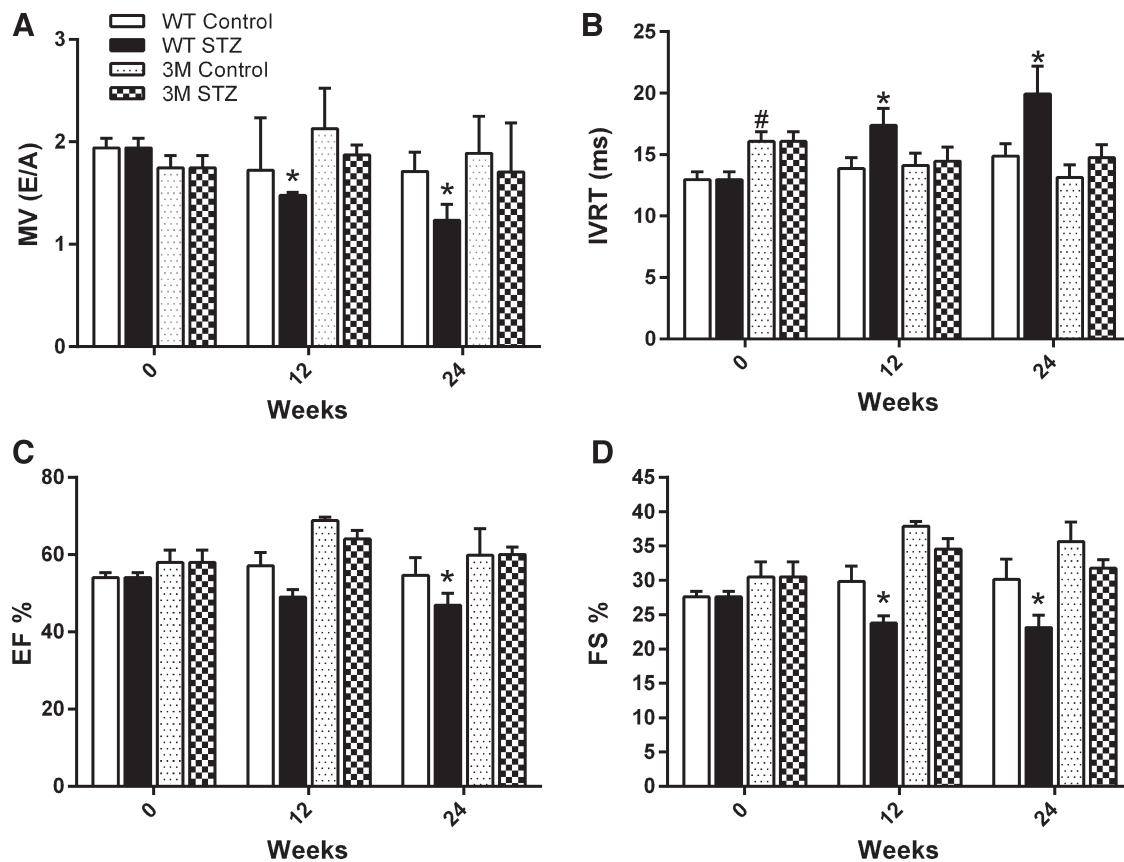 A
WT Control
WT STZ
3M Control
3M STZ
3
2
1
0
MV (E/A)
0
12
24
Weeks
B
25
20
15
10
5
0
IVRT (ms)
#
*
*
*
*
0
12
24
Weeks
C
80
60
40
20
0
EF %
*
0
12
24
Weeks
D
45
40
35
30
25
20
15
10
5
0
FS %
*
*
0
12
24
Weeks